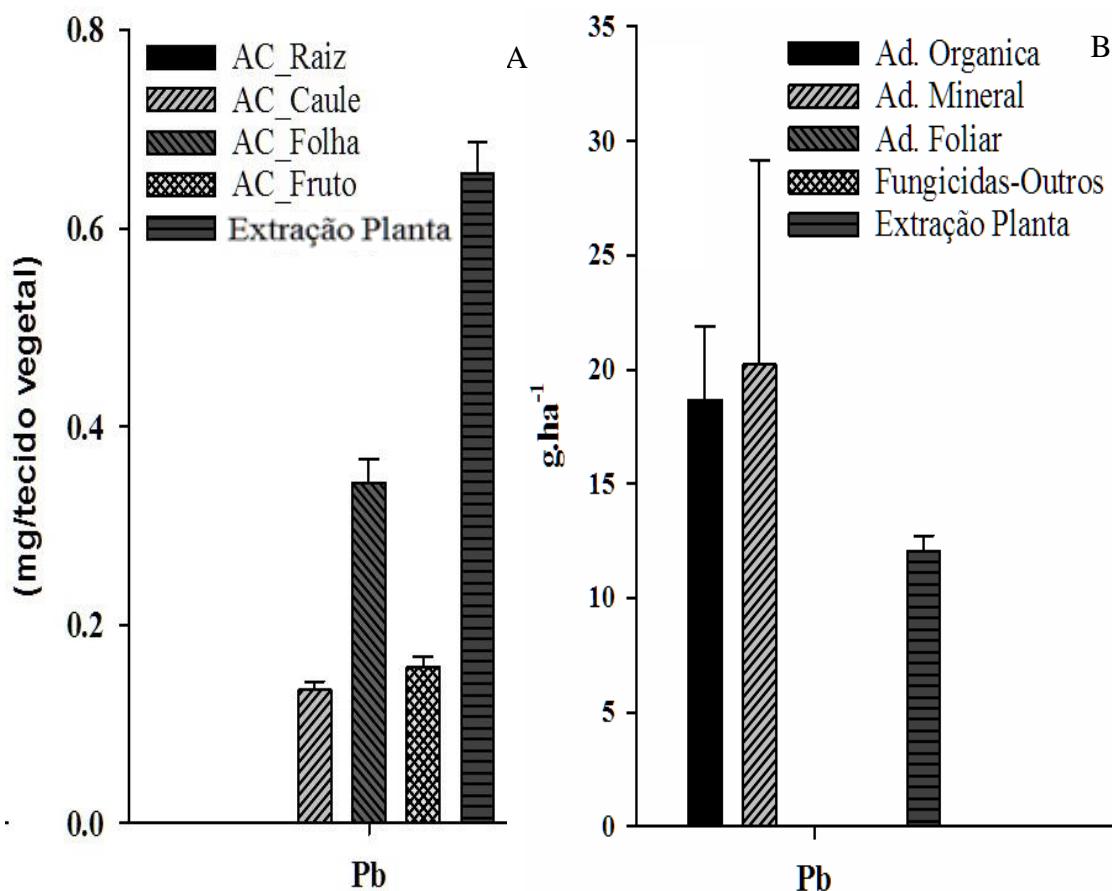 A
AC_Raiz
AC_Caule
AC_Folha
AC_Fruto
Extração Planta
(mg/tecido vegetal)
0.8
0.6
0.4
0.2
0.0
Pb
B
Ad. Organica
Ad. Mineral
Ad. Foliar
Fungicidas-Outros
Extração Planta
g.ha⁻¹
35
30
25
20
15
10
5
0
Pb